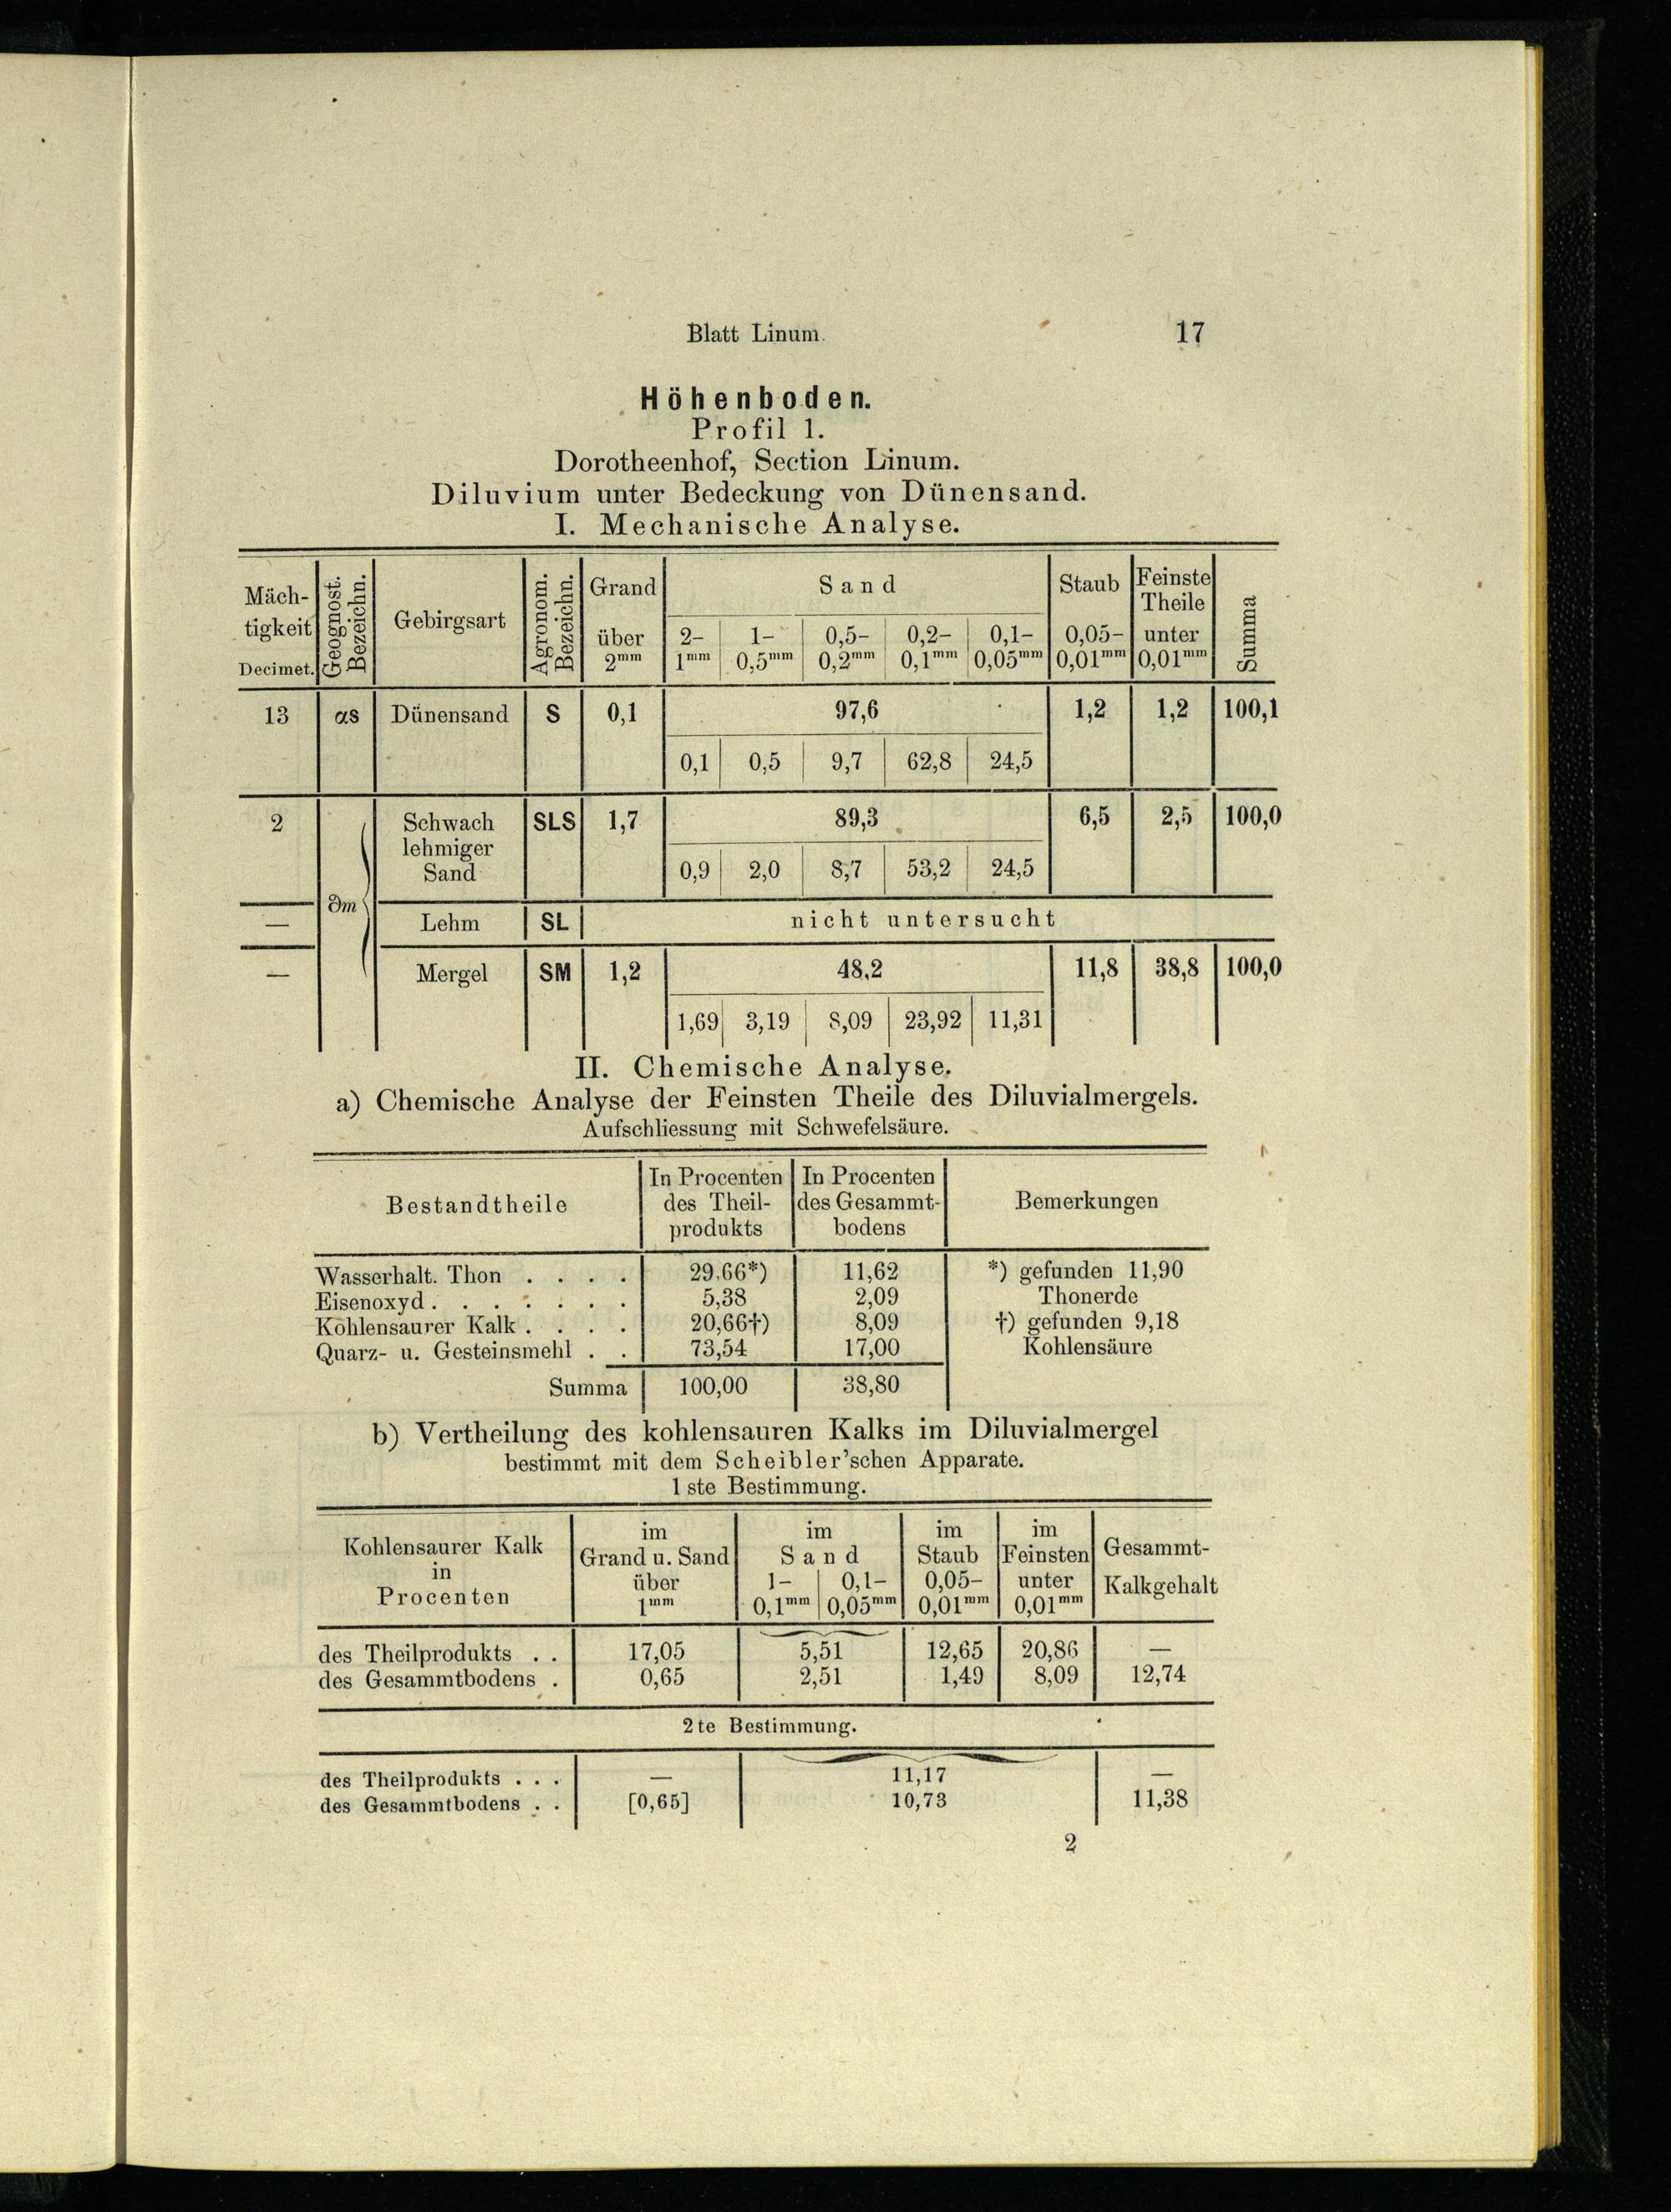 Blatt Linum. 17
Höhenboden.
Profil 1.
Dorotheenhof, Section Linum.
Diluvium unter Bedeckung von Dünensand.
I. Mechanische Analyse.
Mäch-tigkeit Decimet. Geognost. Bezeichn. Gebirgsart Agronom. Bezeichn. Grand über 2mm Sand Staub Feinste Theile Summa
2-1mm 1-0,5mm 0,5-0,2mm 0,2-0,1mm 0,1-0,05mm 0,05-0,01mm unter 0,01mm
13 αs Dünensand S 0,1 97,6 1,2 1,2 100,1
0,1 0,5 9,7 62,8 24,5
2 ∂m Schwach lehmiger Sand SLS 1,7 89,3 6,5 2,5 100,0
0,9 2,0 8,7 53,2 24,5
— Lehm SL nicht untersucht
— Mergel SM 1,2 48,2 11,8 38,8 100,0
1,69 3,19 8,09 23,92 11,31
II. Chemische Analyse.
a) Chemische Analyse der Feinsten Theile des Diluvialmergels.
Aufschliessung mit Schwefelsäure.
Bestandtheile In Procenten des Theil-produkts In Procenten des Gesammt-bodens Bemerkungen
Wasserhalt. Thon . . . . 29,66*) 11,62 *) gefunden 11,90
Eisenoxyd . . . . . . . 5,38 2,09 Thonerde
Kohlensaurer Kalk . . . . 20,66†) 8,09 †) gefunden 9,18
Quarz- u. Gesteinsmehl . . 73,54 17,00 Kohlensäure
Summa 100,00 38,80
b) Vertheilung des kohlensauren Kalks im Diluvialmergel
bestimmt mit dem Scheibler'schen Apparate.
1 ste Bestimmung.
Kohlensaurer Kalk in Procenten im Grand u. Sand über 1mm im Sand 1-0,1mm 0,1-0,05mm im Staub 0,05-0,01mm im Feinsten unter 0,01mm Gesammt-Kalkgehalt
des Theilprodukts . . 17,05 5,51 12,65 20,86 —
des Gesammtbodens . 0,65 2,51 1,49 8,09 12,74
2 te Bestimmung.
des Theilprodukts . . . — 11,17 —
des Gesammtbodens . . [0,65] 10,73 11,38
2